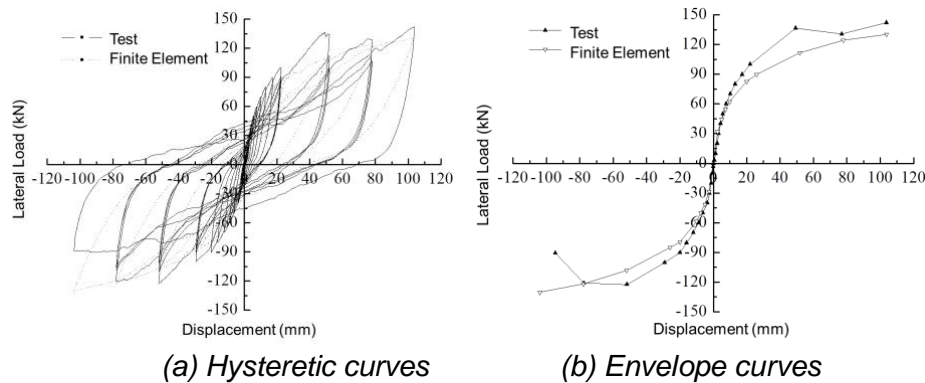 150
120
90
60
30
0
-30
-60
-90
-120
-150
-120 -100 -80 -60 -40 -20 0 20 40 60 80 100 120
Test
Finite Element
Lateral Load (kN)
Displacement (mm)
(a) Hysteretic curves
150
120
90
60
30
0
-30
-60
-90
-120
-150
-120 -100 -80 -60 -40 -20 0 20 40 60 80 100 120
Test
Finite Element
Lateral Load (kN)
Displacement (mm)
(b) Envelope curves